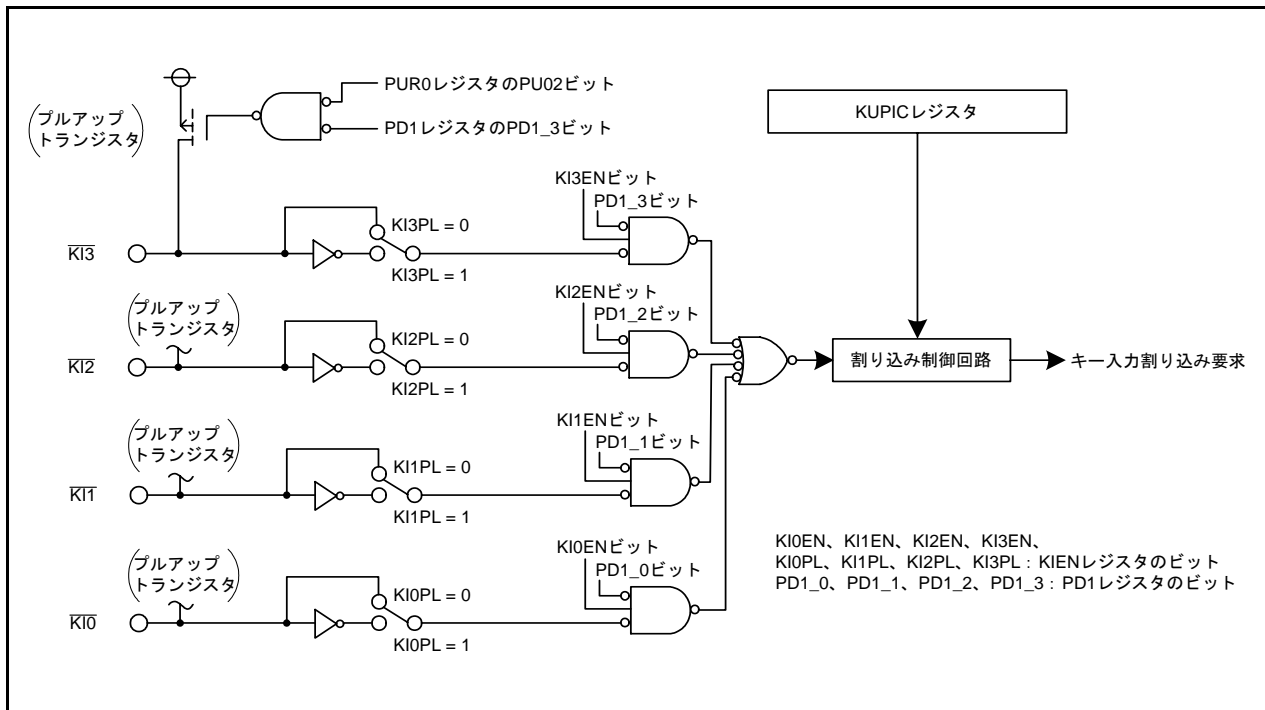 PUR0レジスタのPU02ビット
PD1レジスタのPD1_3ビット
プルアップ
トランジスタ
KUPICレジスタ
KI3ENビット
PD1_3ビット
KI3PL = 0
KI3
KI3PL = 1
プルアップ
トランジスタ
KI2ENビット
PD1_2ビット
KI2PL = 0
KI2
KI2PL = 1
割り込み制御回路
キー入力割り込み要求
プルアップ
トランジスタ
KI1ENビット
PD1_1ビット
KI1PL = 0
KI1
KI1PL = 1
プルアップ
トランジスタ
KI0ENビット
PD1_0ビット
KI0PL = 0
KI0
KI0PL = 1
KI0EN、KI1EN、KI2EN、KI3EN、
KI0PL、KI1PL、KI2PL、KI3PL : KIENレジスタのビット
PD1_0、PD1_1、PD1_2、PD1_3 : PD1レジスタのビット